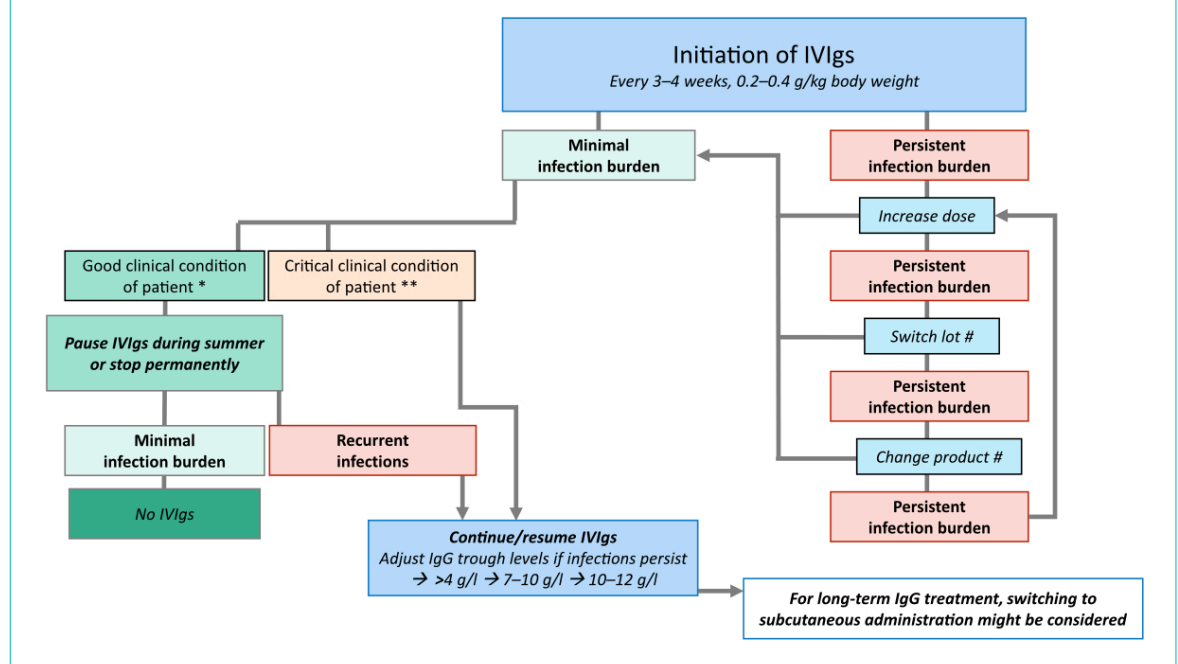 Initiation of IVIgs
Every 3–4 weeks, 0.2–0.4 g/kg body weight
Minimal
infection burden
Persistent
infection burden
Increase dose
Good clinical condition
of patient *
Critical clinical condition
of patient **
Persistent
infection burden
Pause IVIgs during summer
or stop permanently
Switch lot #
Persistent
infection burden
Minimal
infection burden
Recurrent
infections
Change product #
No IVIgs
Persistent
infection burden
Continue/resume IVIgs
Adjust IgG trough levels if infections persist
→ >4 g/l → 7–10 g/l → 10–12 g/l
For long-term IgG treatment, switching to
subcutaneous administration might be considered